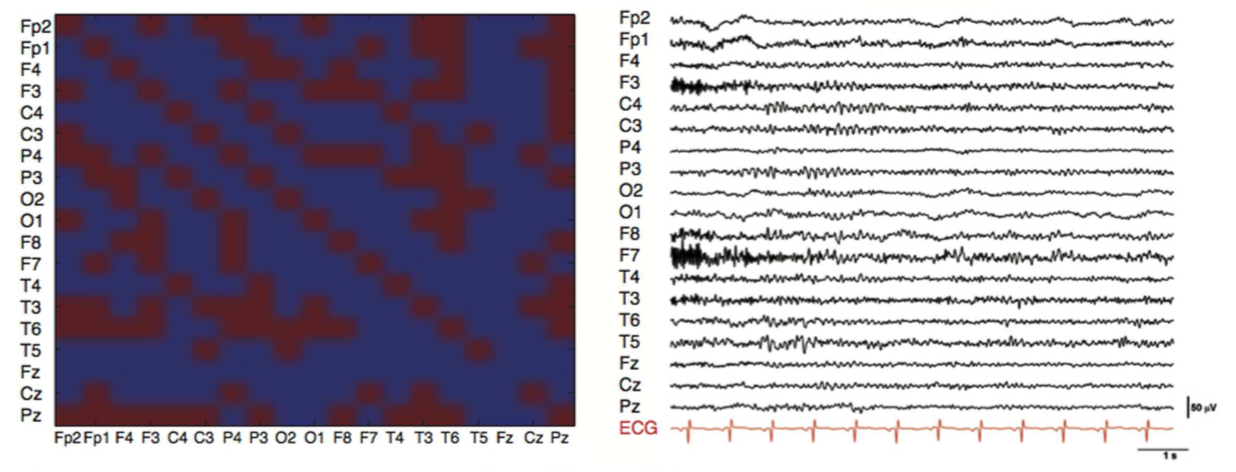 Fp2
Fp1
F4
F3
C4
C3
P4
P3
O2
O1
F8
F7
T4
T3
T6
T5
Fz
Cz
Pz
Fp2 Fp1 F4 F3 C4 C3 P4 P3 O2 O1 F8 F7 T4 T3 T6 T5 Fz Cz Pz
Fp2
Fp1
F4
F3
C4
C3
P4
P3
O2
O1
F8
F7
T4
T3
T6
T5
Fz
Cz
Pz
ECG
50 µV
1 s